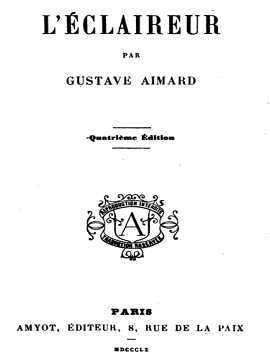 L'ÉCLAIREUR
PAR
GUSTAVE AIMARD
Quatrième Édition
REPRODUCTION INTERDITE
A
TRADUCTION RÉSERVÉE
PARIS
AMYOT, ÉDITEUR, 8, RUE DE LA PAIX
MDCCCLX